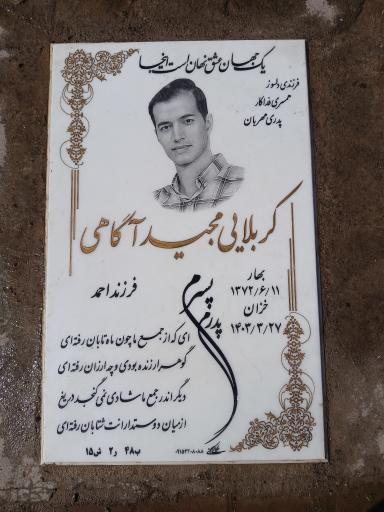 یک جهان عشق نهان است اینجا
فرزندی دلسوز
همسری فداکار
پدری مهربان
کربلایی مجید آگاهی
فرزند احمد
بهار
۱۳۷۲/۶/۱۱
خزان
۱۴۰۳/۳/۲۷
پسرم
پدرم
ای که از جمع ما چون ماه تابان رفته ای
گوهر ارزنده بودی و چه ارزان رفته ای
دیگر اندر جمع ما شادی نمی گنجد دریغ
از میان دوستدارانت شتابان رفته ای
ب۴۸ ر۲ ش۱۵